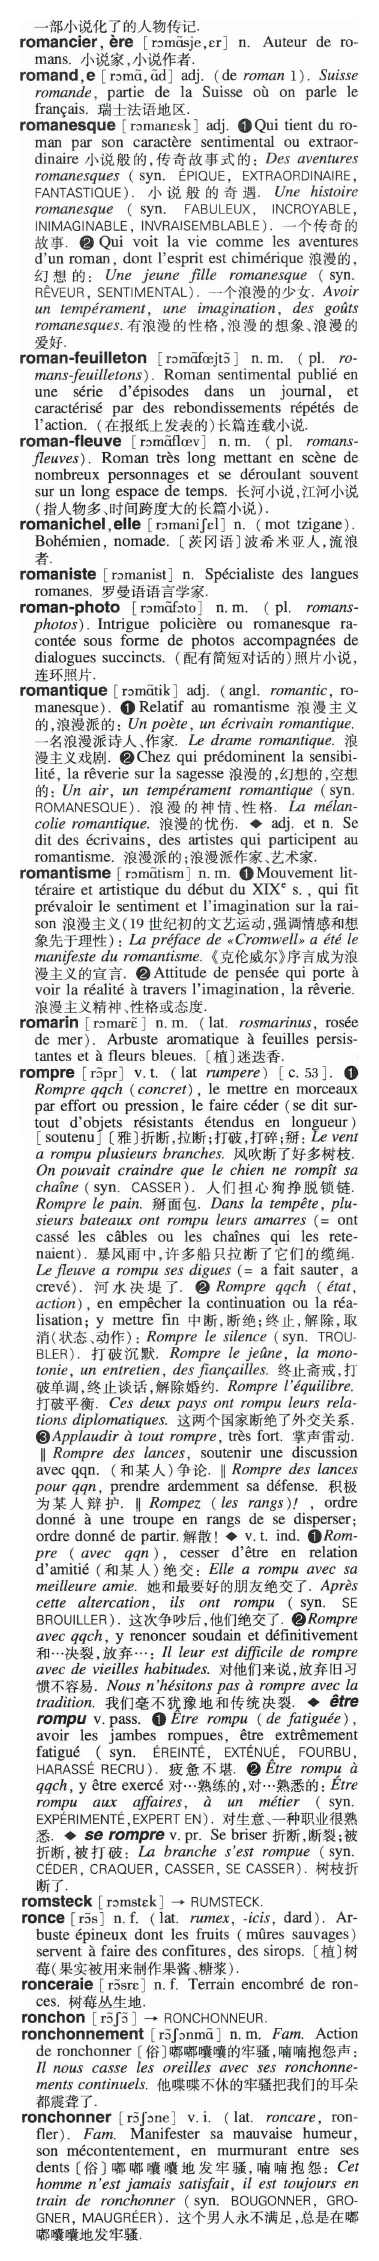 一部小说化了的人物传记.
romancier, ère [rɔmɑ̃sje,ɛr] n. Auteur de ro-
mans. 小说家,小说作者.
romand,e [rɔmɑ̃,ɑ̃d] adj. (de roman 1). Suisse
romande, partie de la Suisse où on parle le
français. 瑞士法语地区.
romanesque [rɔmanɛsk] adj. ❶Qui tient du ro-
man par son caractère sentimental ou extraor-
dinaire 小说般的,传奇故事式的: Des aventures
romanesques (syn. ÉPIQUE, EXTRAORDINAIRE,
FANTASTIQUE). 小说般的奇遇. Une histoire
romanesque (syn. FABULEUX, INCROYABLE,
INIMAGINABLE, INVRAISEMBLABLE). 一个传奇的
故事. ❷ Qui voit la vie comme les aventures
d'un roman, dont l'esprit est chimérique 浪漫的,
幻想的: Une jeune fille romanesque (syn.
RÊVEUR, SENTIMENTAL). 一个浪漫的少女. Avoir
un tempérament, une imagination, des goûts
romanesques. 有浪漫的性格,浪漫的想象、浪漫的
爱好.
roman-feuilleton [rɔmɑ̃fœjtɔ̃] n. m. ( pl. ro-
mans-feuilletons). Roman sentimental publié en
une série d'épisodes dans un journal, et
caractérisé par des rebondissements répétés de
l'action. (在报纸上发表的)长篇连载小说.
roman-fleuve [rɔmɑ̃flœv] n. m. ( pl. romans-
fleuves). Roman très long mettant en scène de
nombreux personnages et se déroulant souvent
sur un long espace de temps. 长河小说,江河小说
(指人物多、时间跨度大的长篇小说).
romanichel,elle [rɔmaniʃɛl] n. (mot tzigane).
Bohémien, nomade. 〔茨冈语〕波希米亚人,流浪
者.
romaniste [rɔmanist] n. Spécialiste des langues
romanes. 罗曼语语言学家.
roman-photo [rɔmɑ̃fɔto] n. m. ( pl. romans-
photos). Intrigue policière ou romanesque ra-
contée sous forme de photos accompagnées de
dialogues succincts. (配有简短对话的)照片小说,
连环照片.
romantique [rɔmɑ̃tik] adj. (angl. romantic, ro-
manesque). ❶Relatif au romantisme 浪漫主义
的,浪漫派的: Un poète, un écrivain romantique.
一名浪漫派诗人、作家. Le drame romantique. 浪
漫主义戏剧. ❷Chez qui prédominent la sensibi-
lité, la rêverie sur la sagesse 浪漫的,幻想的,空想
的: Un air, un tempérament romantique (syn.
ROMANESQUE). 浪漫的神情、性格. La mélan-
colie romantique. 浪漫的忧伤. ◆ adj. et n. Se
dit des écrivains, des artistes qui participent au
romantisme. 浪漫派的;浪漫派作家、艺术家.
romantisme [rɔmɑ̃tism] n. m. ❶Mouvement lit-
téraire et artistique du début du XIXᵉ s. , qui fit
prévaloir le sentiment et l'imagination sur la rai-
son 浪漫主义(19世纪初的文艺运动,强调情感和想
象先于理性): La préface de «Cromwell» a été le
manifeste du romantisme.《克伦威尔》序言成为浪
漫主义的宣言. ❷Attitude de pensée qui porte à
voir la réalité à travers l'imagination, la rêverie.
浪漫主义精神、性格或态度.
romarin [rɔmarɛ̃] n. m. (lat. rosmarinus, rosée
de mer). Arbuste aromatique à feuilles persis-
tantes et à fleurs bleues.〔植〕迷迭香.
rompre [rɔ̃pr] v. t. (lat rumpere) [c. 53]. ❶
Rompre qqch (concret), le mettre en morceaux
par effort ou pression, le faire céder (se dit sur-
tout d'objets résistants étendus en longueur)
[soutenu]〔雅〕折断,拉断;打破,打碎;掰: Le vent
a rompu plusieurs branches. 风吹断了好多树枝.
On pouvait craindre que le chien ne rompît sa
chaîne (syn. CASSER). 人们担心狗挣脱锁链.
Rompre le pain. 掰面包. Dans la tempête, plu-
sieurs bateaux ont rompu leurs amarres (= ont
cassé les câbles ou les chaînes qui les rete-
naient). 暴风雨中,许多船只拉断了它们的缆绳.
Le fleuve a rompu ses digues (= a fait sauter, a
crevé). 河水决堤了. ❷ Rompre qqch (état,
action), en empêcher la continuation ou la réa-
lisation; y mettre fin 中断,断绝;终止,解除,取
消(状态、动作): Rompre le silence (syn. TROU-
BLER). 打破沉默. Rompre le jeûne, la mono-
tonie, un entretien, des fiançailles. 终止斋戒,打
破单调,终止谈话,解除婚约. Rompre l'équilibre.
打破平衡. Ces deux pays ont rompu leurs rela-
tions diplomatiques. 这两个国家断绝了外交关系.
❸Applaudir à tout rompre, très fort. 掌声雷动.
‖ Rompre des lances, soutenir une discussion
avec qqn. (和某人)争论. ‖ Rompre des lances
pour qqn, prendre ardemment sa défense. 积极
为某人辩护. ‖ Rompez (les rangs)! , ordre
donné à une troupe en rangs de se disperser;
ordre donné de partir. 解散! ◆ v. t. ind. ❶Rom-
pre (avec qqn), cesser d'être en relation
d'amitié (和某人)绝交: Elle a rompu avec sa
meilleure amie. 她和最要好的朋友绝交了. Après
cette altercation, ils ont rompu (syn. SE
BROUILLER). 这次争吵后,他们绝交了. ❷Rompre
avec qqch, y renoncer soudain et définitivement
和…决裂,放弃…: Il leur est difficile de rompre
avec de vieilles habitudes. 对他们来说,放弃旧习
惯不容易. Nous n'hésitons pas à rompre avec la
tradition. 我们毫不犹豫地和传统决裂. ◆ être
rompu v. pass. ❶ Être rompu (de fatiguée),
avoir les jambes rompues, être extrêmement
fatigué (syn. ÉREINTÉ, EXTÉNUÉ, FOURBU,
HARASSÉ RECRU). 疲惫不堪. ❷ Être rompu à
qqch, y être exercé 对…熟练的,对…熟悉的: Être
rompu aux affaires, à un métier (syn.
EXPÉRIMENTÉ,EXPERT EN). 对生意、一种职业很熟
悉. ◆ se rompre v. pr. Se briser 折断,断裂;被
折断,被打破: La branche s'est rompue (syn.
CÉDER, CRAQUER, CASSER, SE CASSER). 树枝折
断了.
romsteck [rɔmstɛk] → RUMSTECK.
ronce [rɔ̃s] n. f. (lat. rumex, -icis, dard). Ar-
buste épineux dont les fruits (mûres sauvages)
servent à faire des confitures, des sirops.〔植〕树
莓(果实被用来制作果酱、糖浆).
ronceraie [rɔ̃srɛ] n. f. Terrain encombré de ron-
ces. 树莓丛生地.
ronchon [rɔ̃ʃɔ̃] → RONCHONNEUR.
ronchonnement [rɔ̃ʃɔnmɑ̃] n. m. Fam. Action
de ronchonner〔俗〕嘟嘟囔囔的牢骚,喃喃抱怨声:
Il nous casse les oreilles avec ses ronchonne-
ments continuels. 他喋喋不休的牢骚把我们的耳朵
都震聋了.
ronchonner [rɔ̃ʃɔne] v. i. (lat. roncare, ron-
fler). Fam. Manifester sa mauvaise humeur,
son mécontentement, en murmurant entre ses
dents〔俗〕嘟嘟囔囔地发牢骚,喃喃抱怨: Cet
homme n'est jamais satisfait, il est toujours en
train de ronchonner (syn. BOUGONNER, GRO-
GNER, MAUGRÉER). 这个男人永不满足,总是在嘟
嘟囔囔地发牢骚.